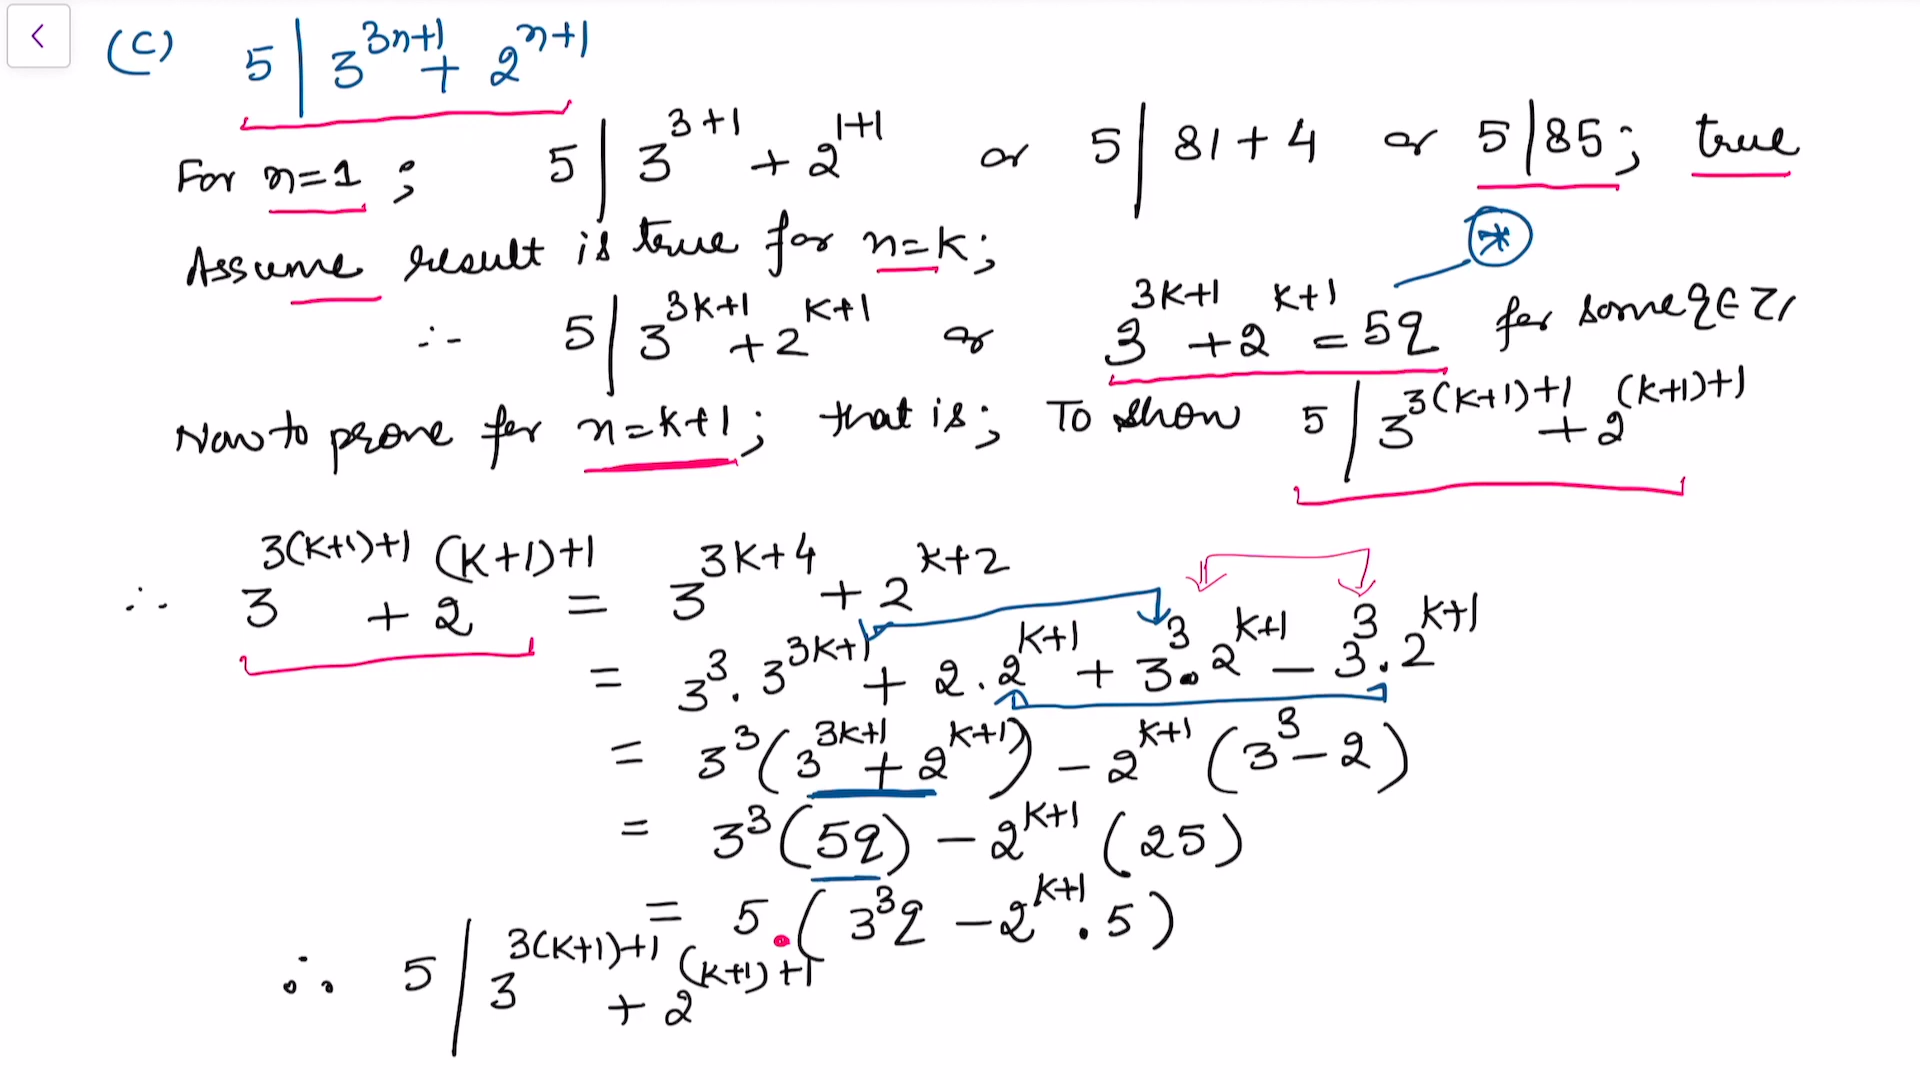 (C) 5 | 3^{3n+1} + 2^{n+1}
For n=1 ; 5 | 3^{3+1} + 2^{1+1} or 5 | 81+4 or 5 | 85; true
Assume result is true for n=k;
∴ 5 | 3^{3k+1} + 2^{k+1} or 3^{3k+1} + 2^{k+1} = 5q for some q ∈ Z ⊛
Now to prove for n=k+1; that is; To show 5 | 3^{3(k+1)+1} + 2^{(k+1)+1}
∴ 3^{3(k+1)+1} + 2^{(k+1)+1} = 3^{3k+4} + 2^{k+2}
= 3^3 . 3^{3k+1} + 2 . 2^{k+1} + 3^3 . 2^{k+1} - 3^3 . 2^{k+1}
= 3^3 (3^{3k+1} + 2^{k+1}) - 2^{k+1} (3^3 - 2)
= 3^3 (5q) - 2^{k+1} (25)
= 5 . (3^3 q - 2^{k+1} . 5)
∴ 5 | 3^{3(k+1)+1} + 2^{(k+1)+1}